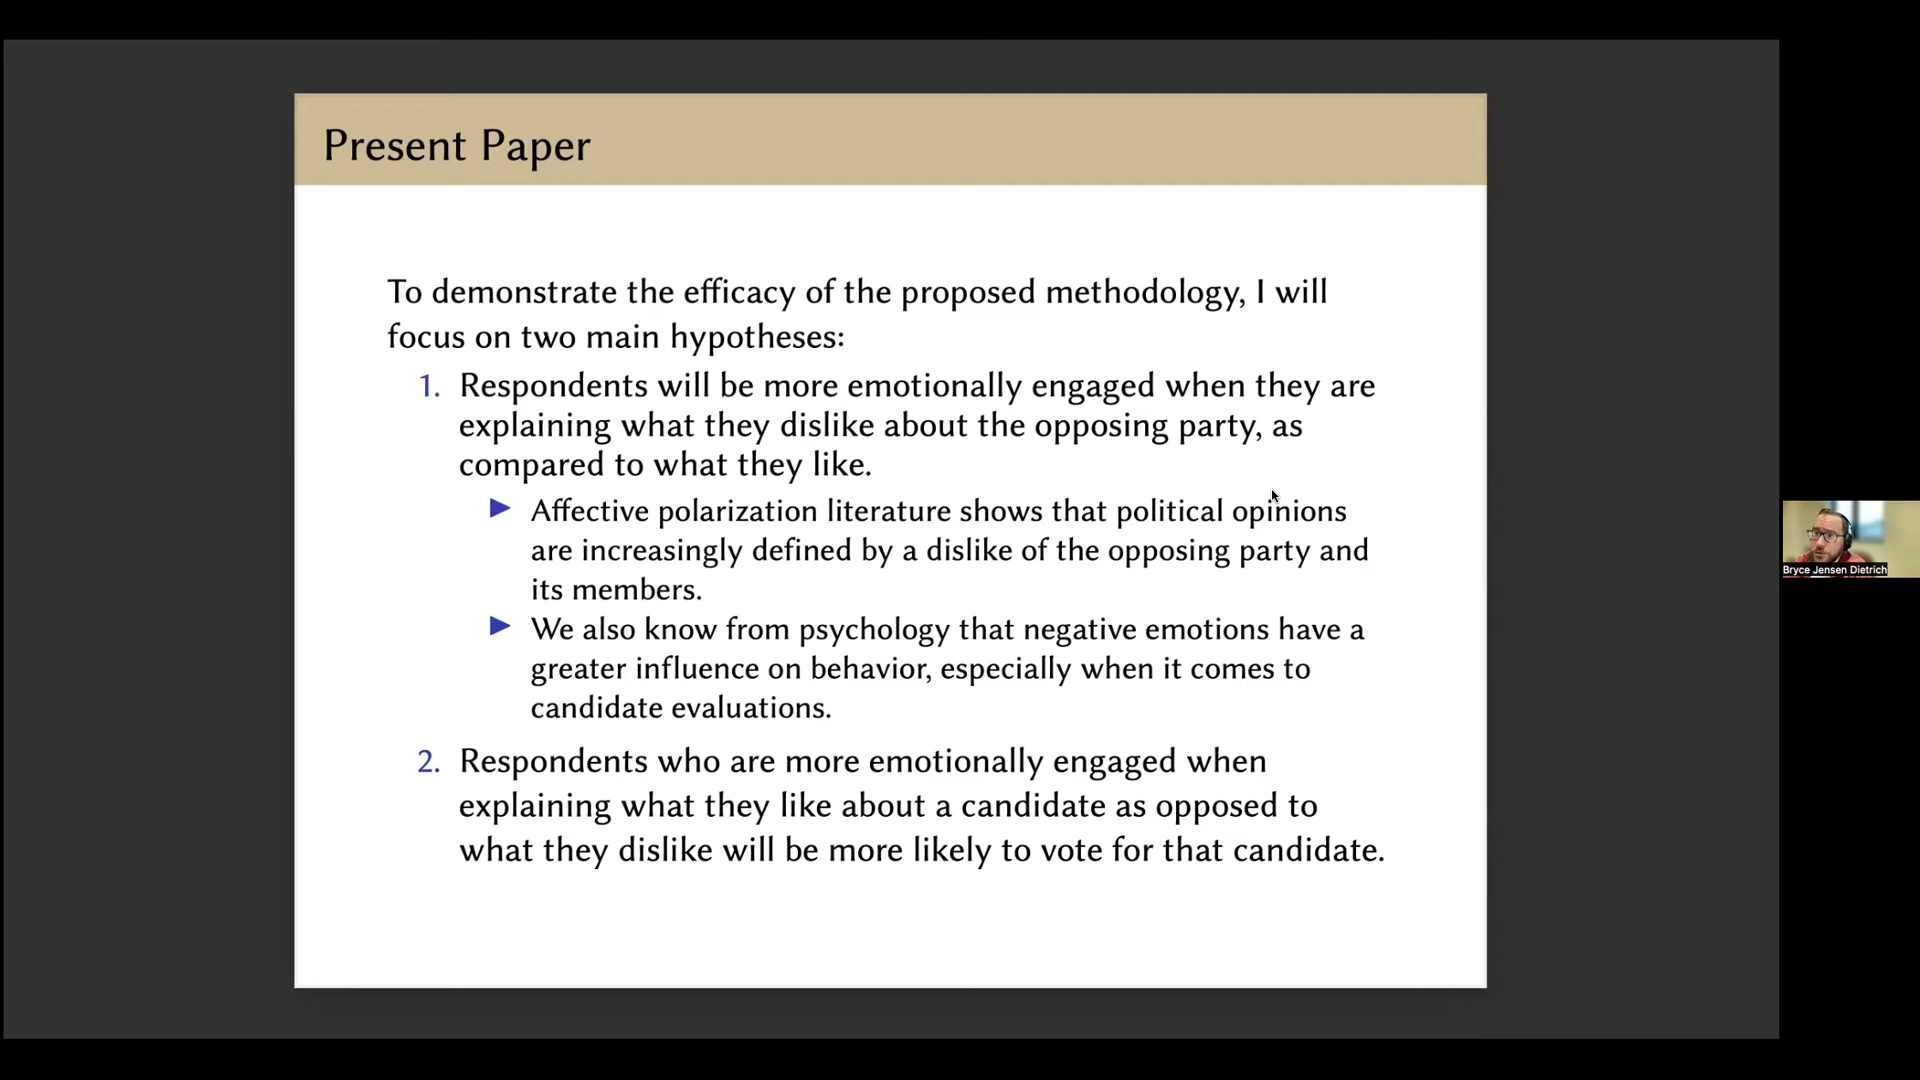 Present Paper
To demonstrate the efficacy of the proposed methodology, I will
focus on two main hypotheses:
1. Respondents will be more emotionally engaged when they are
explaining what they dislike about the opposing party, as
compared to what they like.
▶ Affective polarization literature shows that political opinions
are increasingly defined by a dislike of the opposing party and
its members.
▶ We also know from psychology that negative emotions have a
greater influence on behavior, especially when it comes to
candidate evaluations.
2. Respondents who are more emotionally engaged when
explaining what they like about a candidate as opposed to
what they dislike will be more likely to vote for that candidate.
Bryce Jensen Dietrich